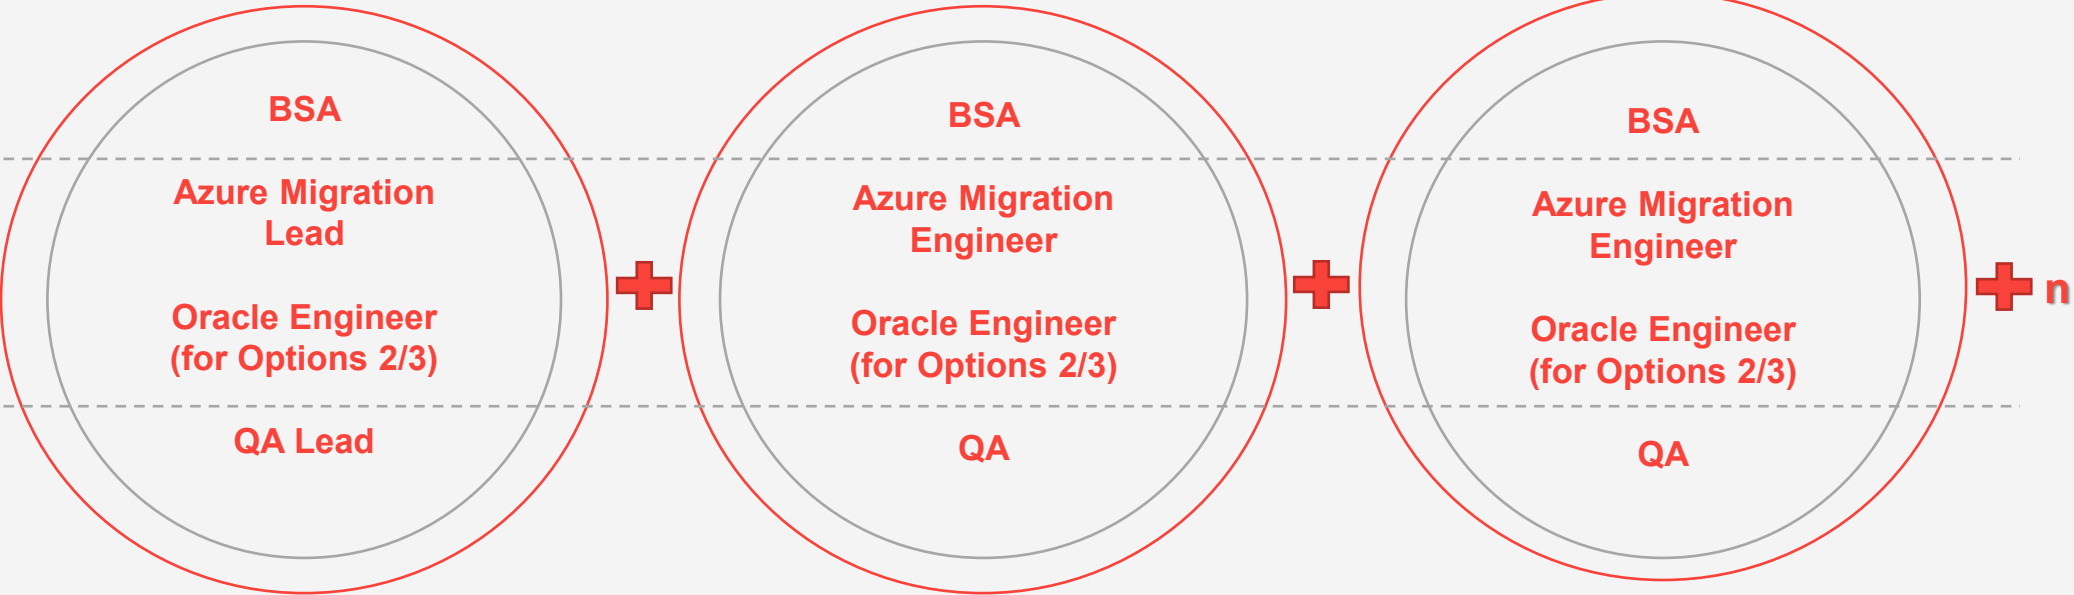 BSA
Azure Migration
Lead
Oracle Engineer
(for Options 2/3)
QA Lead
BSA
Azure Migration
Engineer
Oracle Engineer
(for Options 2/3)
QA
BSA
Azure Migration
Engineer
Oracle Engineer
(for Options 2/3)
QA
n